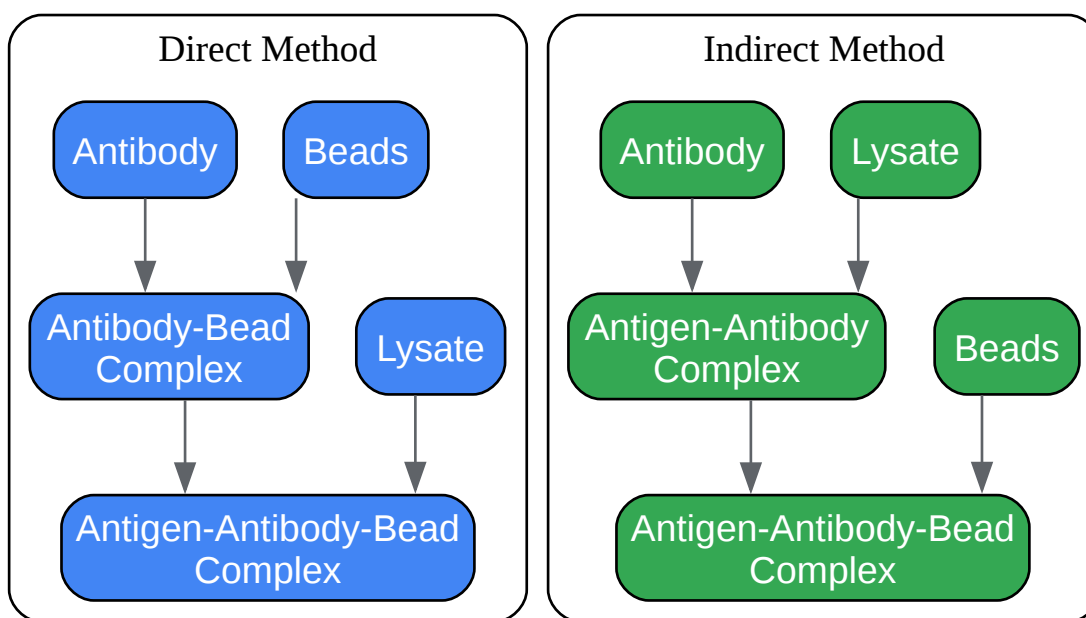 Direct Method
Antibody
Beads
Antibody-Bead
Complex
Lysate
Antigen-Antibody-Bead
Complex
Indirect Method
Antibody
Lysate
Antigen-Antibody
Complex
Beads
Antigen-Antibody-Bead
Complex